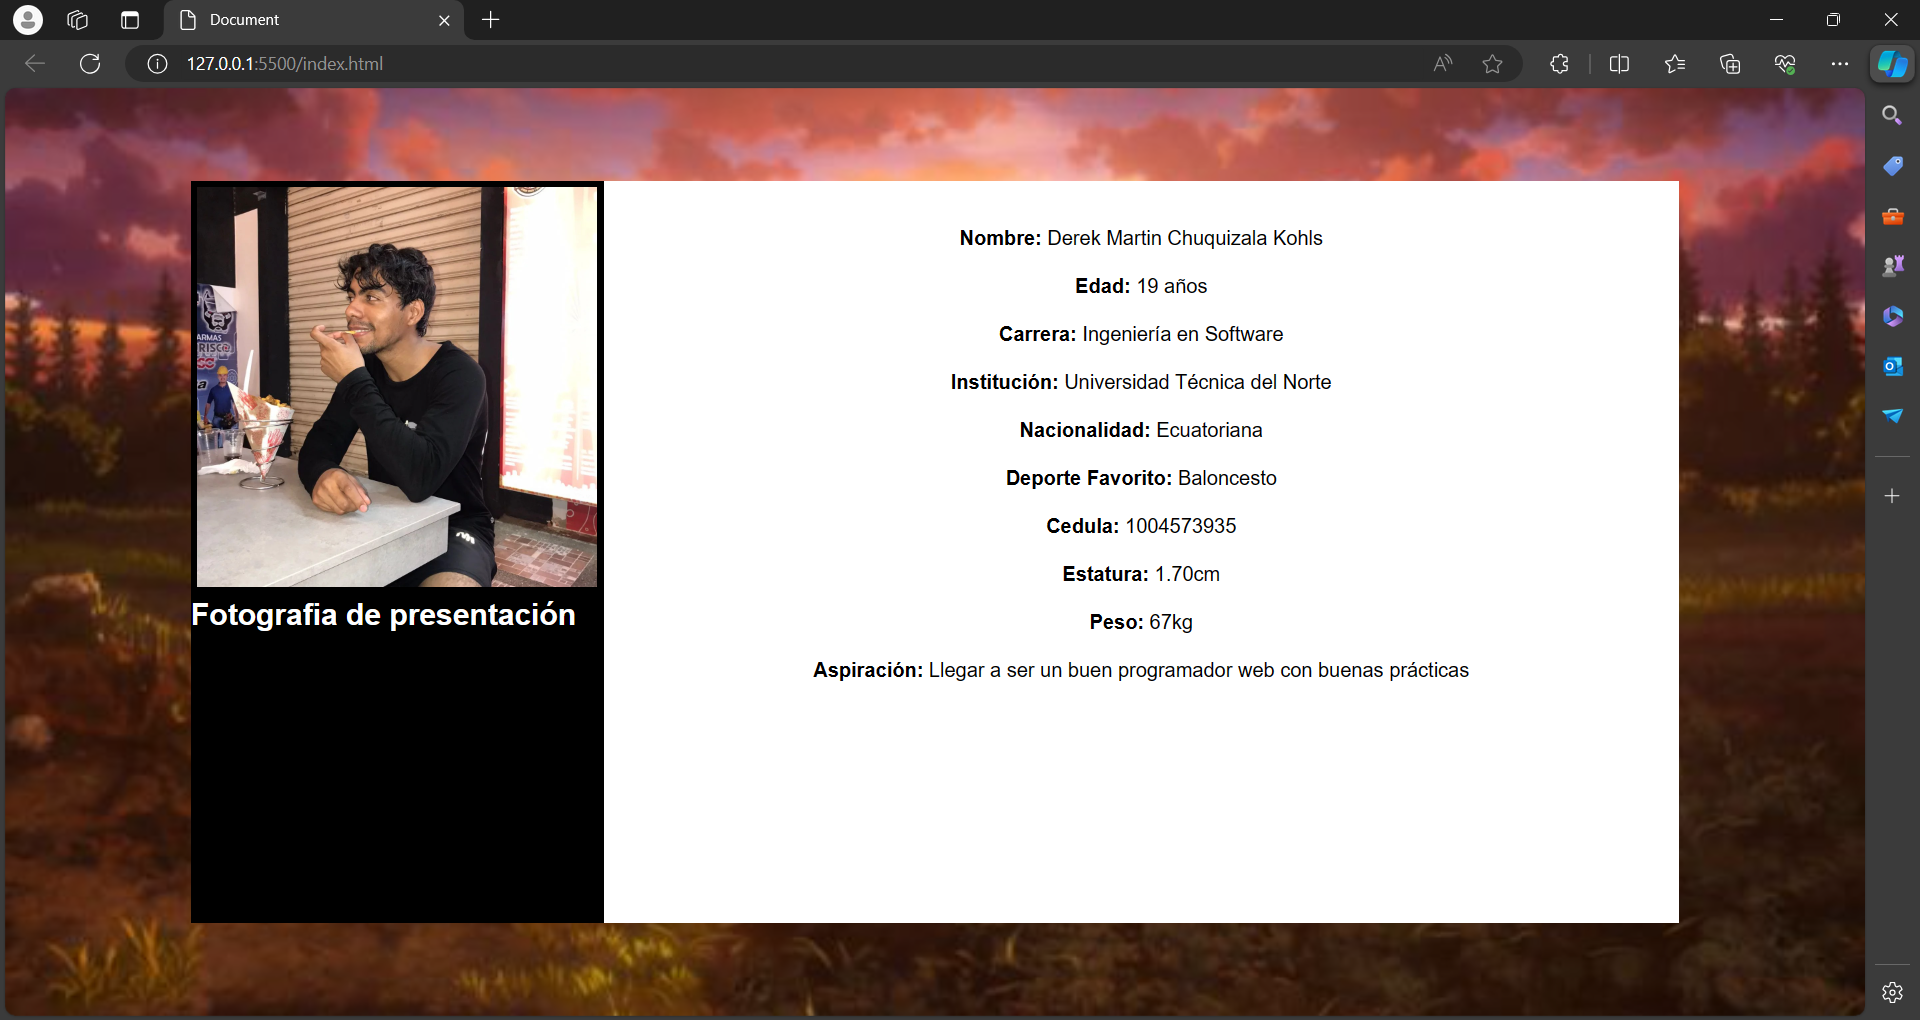 Document
127.0.0.1:5500/index.html
ARMAS
RISC
Fotografia de presentación
Nombre: Derek Martin Chuquizala Kohls
Edad: 19 años
Carrera: Ingeniería en Software
Institución: Universidad Técnica del Norte
Nacionalidad: Ecuatoriana
Deporte Favorito: Baloncesto
Cedula: 1004573935
Estatura: 1.70cm
Peso: 67kg
Aspiración: Llegar a ser un buen programador web con buenas prácticas